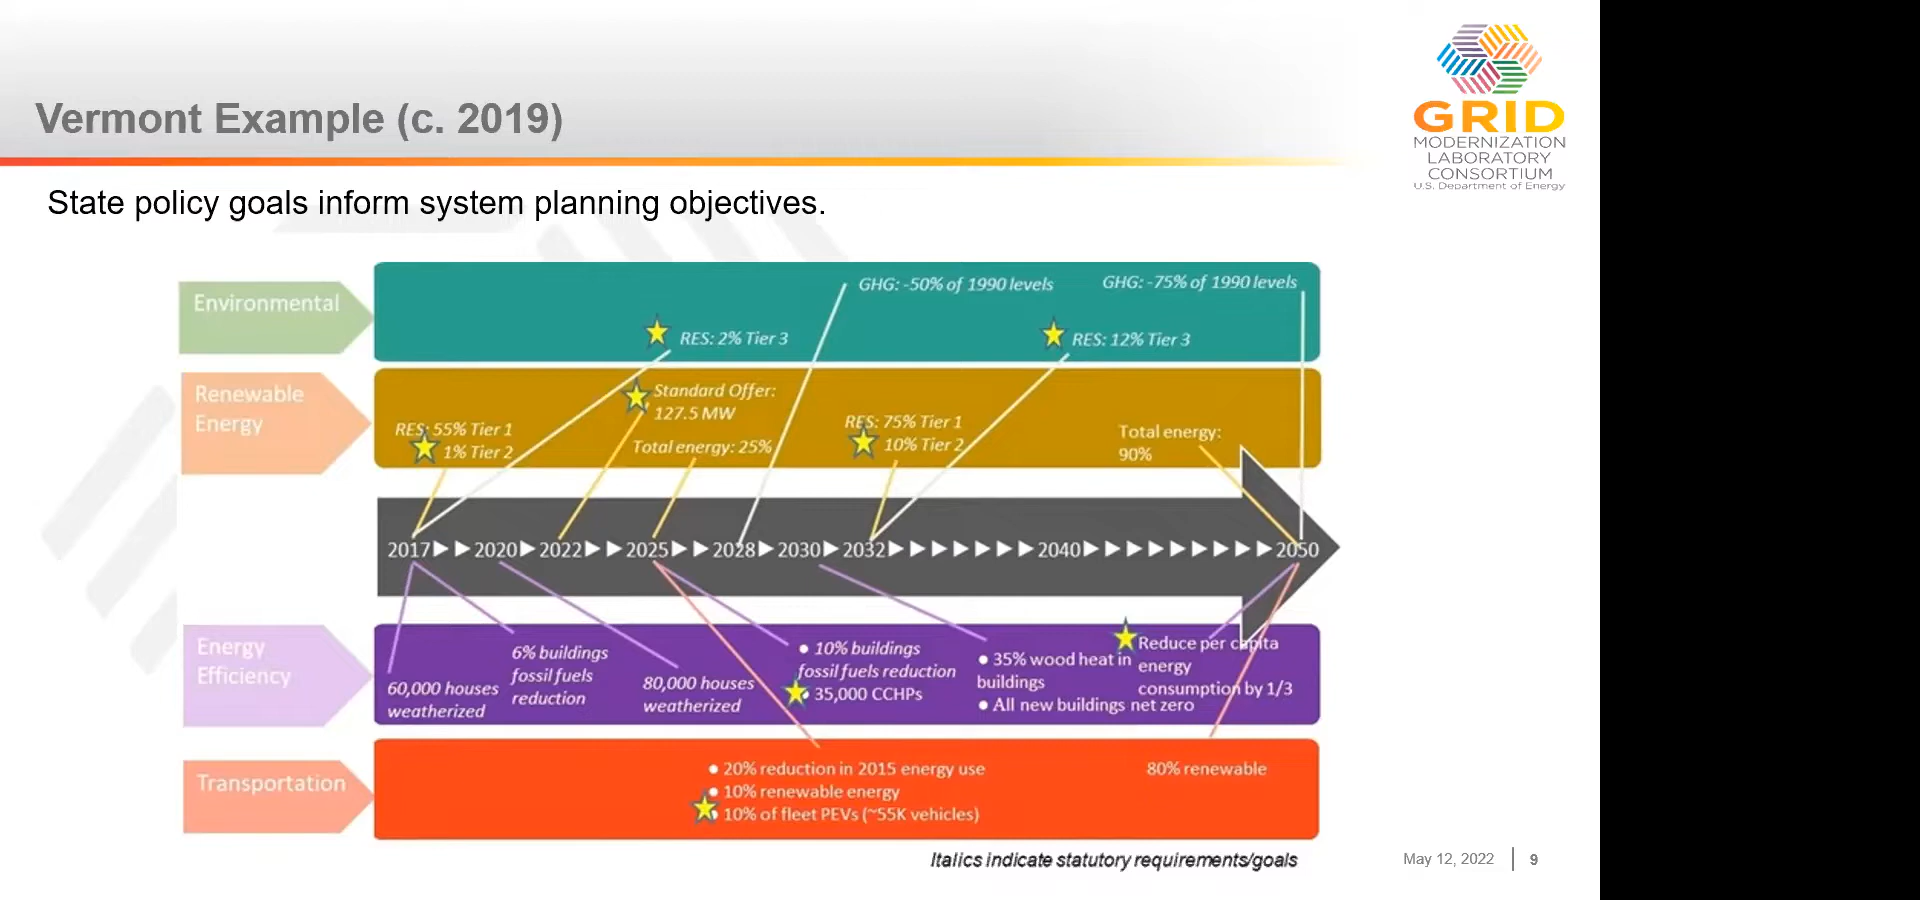 Vermont Example (c. 2019)
GRID
MODERNIZATION
LABORATORY
CONSORTIUM
U.S. Department of Energy
State policy goals inform system planning objectives.
Environmental
GHG: -50% of 1990 levels
GHG: -75% of 1990 levels
RES: 2% Tier 3
RES: 12% Tier 3
Renewable
Energy
RES: 55% Tier 1
1% Tier 2
Standard Offer:
127.5 MW
Total energy: 25%
RES: 75% Tier 1
10% Tier 2
Total energy:
90%
2017 2020 2022 2025 2028 2030 2032 2040 2050
Energy
Efficiency
60,000 houses
weatherized
6% buildings
fossil fuels
reduction
80,000 houses
weatherized
• 10% buildings
fossil fuels reduction
• 35,000 CCHPs
• 35% wood heat in
buildings
• All new buildings net zero
Reduce per capita
energy
consumption by 1/3
Transportation
• 20% reduction in 2015 energy use
• 10% renewable energy
• 10% of fleet PEVs (~55K vehicles)
80% renewable
Italics indicate statutory requirements/goals
May 12, 2022 9